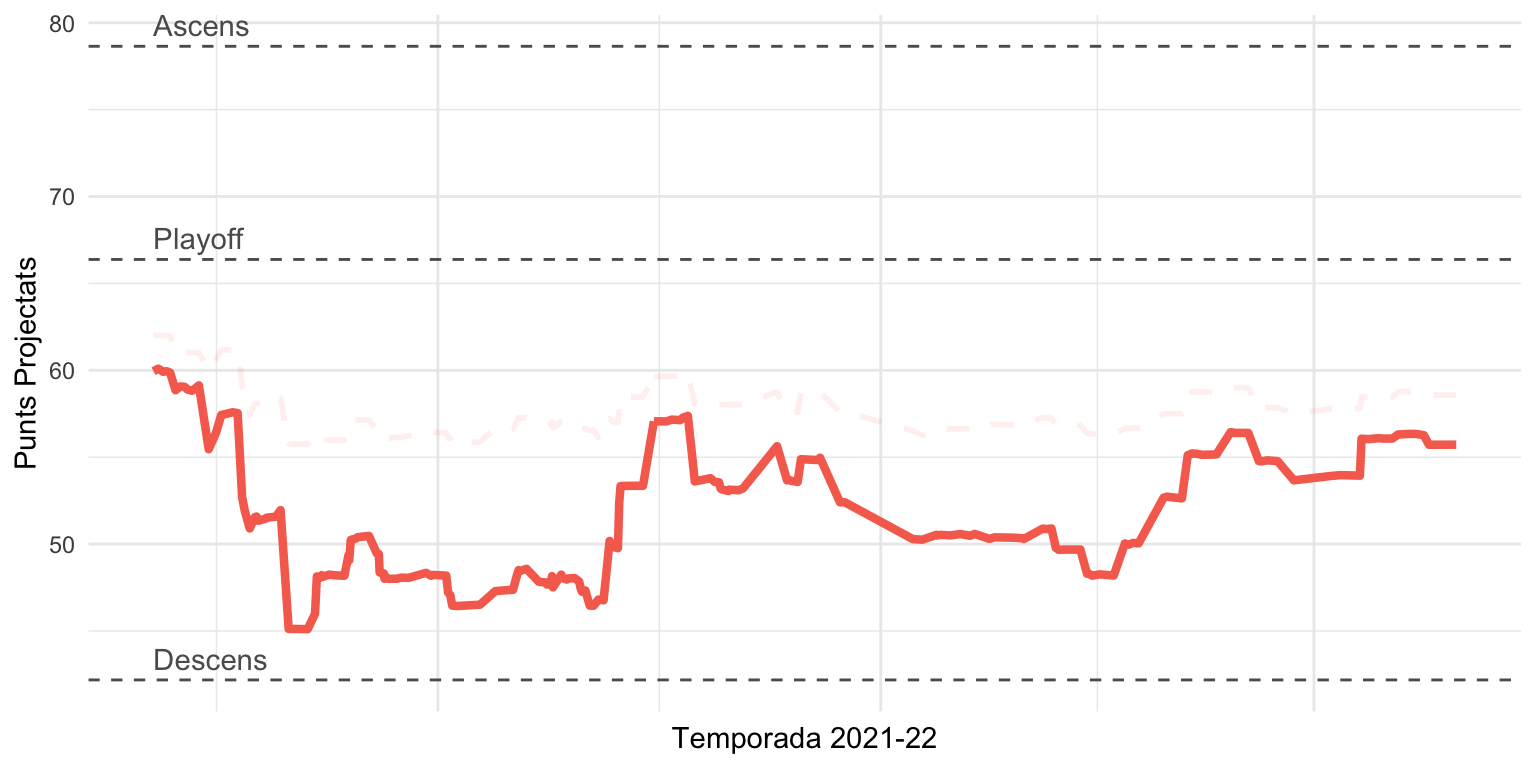 80
Ascens
70
Playoff
60
50
Descens
Punts Projectats
Temporada 2021-22